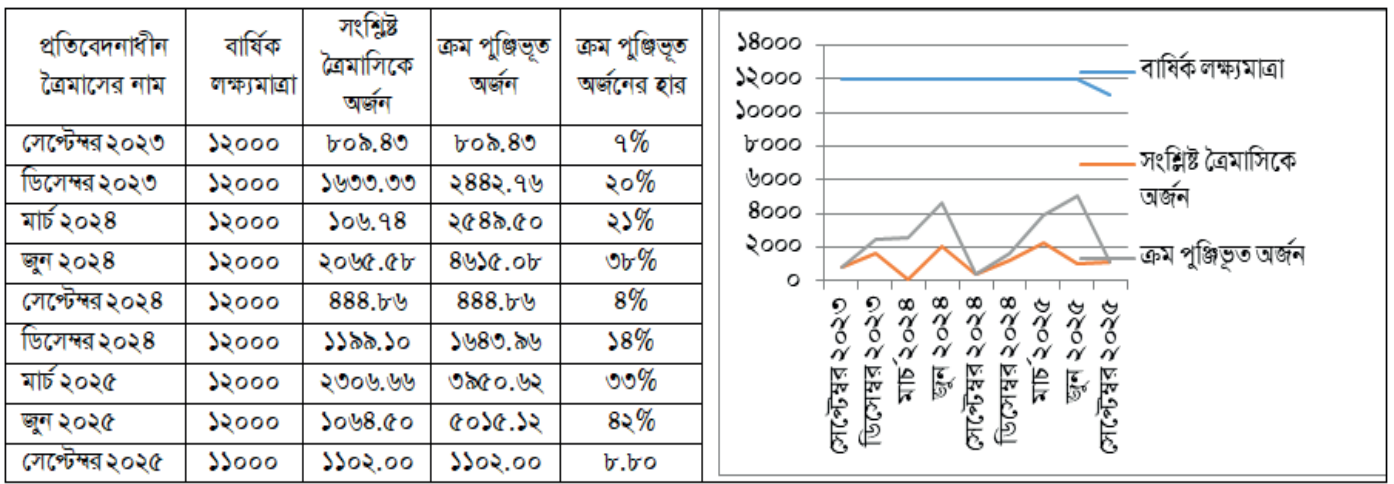 প্রতিবেদনাধীন ত্রৈমাসের নাম | বার্ষিক লক্ষ্যমাত্রা | সংশ্লিষ্ট ত্রৈমাসিকে অর্জন | ক্রম পুঞ্জিভূত অর্জন | ক্রম পুঞ্জিভূত অর্জনের হার
সেপ্টেম্বর ২০২৩ | ১২০০০ | ৮০৯.৪৩ | ৮০৯.৪৩ | ৭%
ডিসেম্বর ২০২৩ | ১২০০০ | ১৬৩৩.৩৩ | ২৪৪২.৭৬ | ২০%
মার্চ ২০২৪ | ১২০০০ | ১০৬.৭৪ | ২৫৪৯.৫০ | ২১%
জুন ২০২৪ | ১২০০০ | ২০৬৫.৫৮ | ৪৬১৫.০৮ | ৩৮%
সেপ্টেম্বর ২০২৪ | ১২০০০ | ৪৪৪.৮৬ | ৪৪৪.৮৬ | ৪%
ডিসেম্বর ২০২৪ | ১২০০০ | ১১৯৯.১০ | ১৬৪৩.৯৬ | ১৪%
মার্চ ২০২৫ | ১২০০০ | ২৩০৬.৬৬ | ৩৯৫০.৬২ | ৩৩%
জুন ২০২৫ | ১২০০০ | ১০৬৪.৫০ | ৫০১৫.১২ | ৪২%
সেপ্টেম্বর ২০২৫ | ১১০০০ | ১১০২.০০ | ১১০২.০০ | ৮.৮০
১৪০০০
১২০০০
১০০০০
৮০০০
৬০০০
৪০০০
২০০০
০
সেপ্টেম্বর ২০২৩
ডিসেম্বর ২০২৩
মার্চ ২০২৪
জুন ২০২৪
সেপ্টেম্বর ২০২৪
ডিসেম্বর ২০২৪
মার্চ ২০২৫
জুন ২০২৫
সেপ্টেম্বর ২০২৫
বার্ষিক লক্ষ্যমাত্রা
সংশ্লিষ্ট ত্রৈমাসিকে
অর্জন
ক্রম পুঞ্জিভূত অর্জন